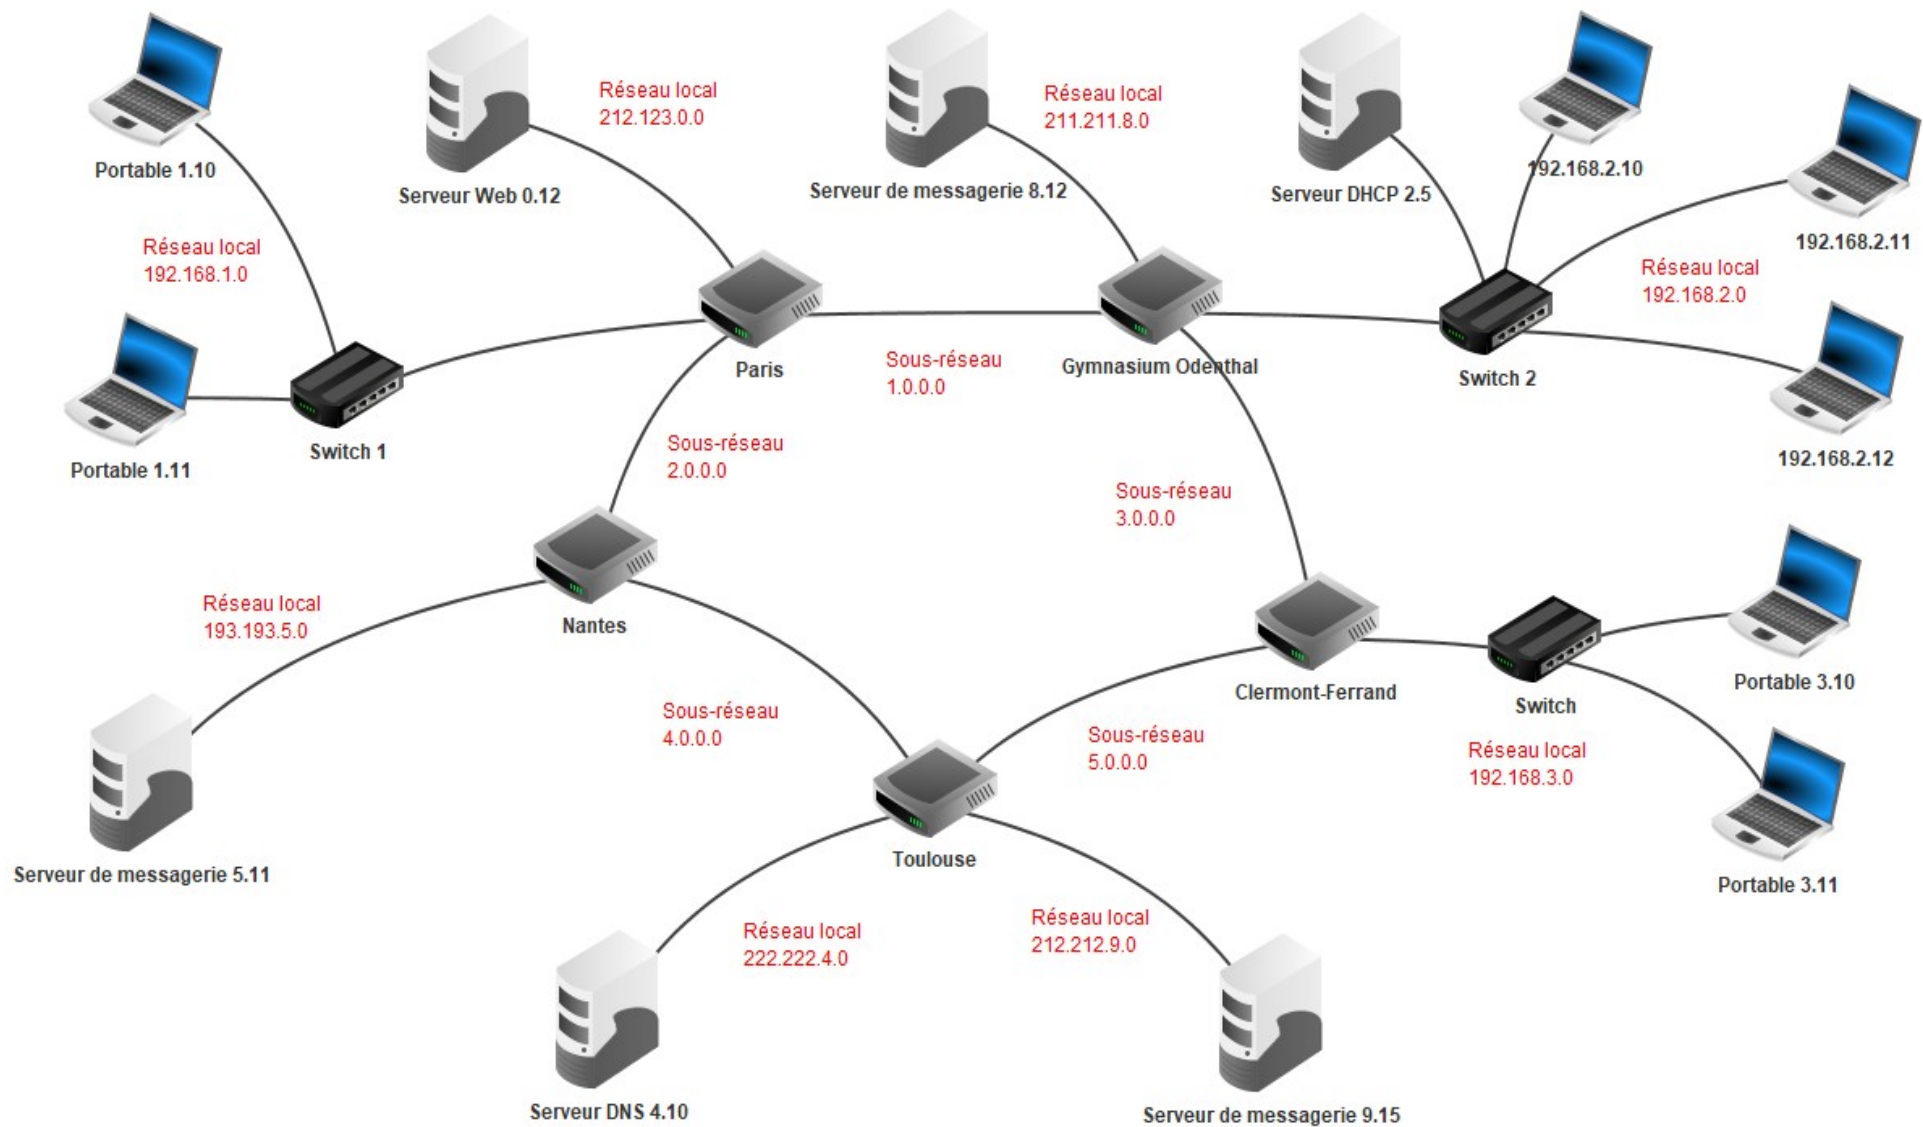 Portable 1.10
Réseau local
192.168.1.0
Portable 1.11
Switch 1
Serveur Web 0.12
Réseau local
212.123.0.0
Paris
Serveur de messagerie 8.12
Réseau local
211.211.8.0
Sous-réseau
1.0.0.0
Gymnasium Odenthal
Serveur DHCP 2.5
192.168.2.10
192.168.2.11
Réseau local
192.168.2.0
Switch 2
192.168.2.12
Sous-réseau
2.0.0.0
Sous-réseau
3.0.0.0
Réseau local
193.193.5.0
Nantes
Sous-réseau
4.0.0.0
Clermont-Ferrand
Switch
Portable 3.10
Sous-réseau
5.0.0.0
Réseau local
192.168.3.0
Portable 3.11
Serveur de messagerie 5.11
Toulouse
Réseau local
222.222.4.0
Réseau local
212.212.9.0
Serveur DNS 4.10
Serveur de messagerie 9.15